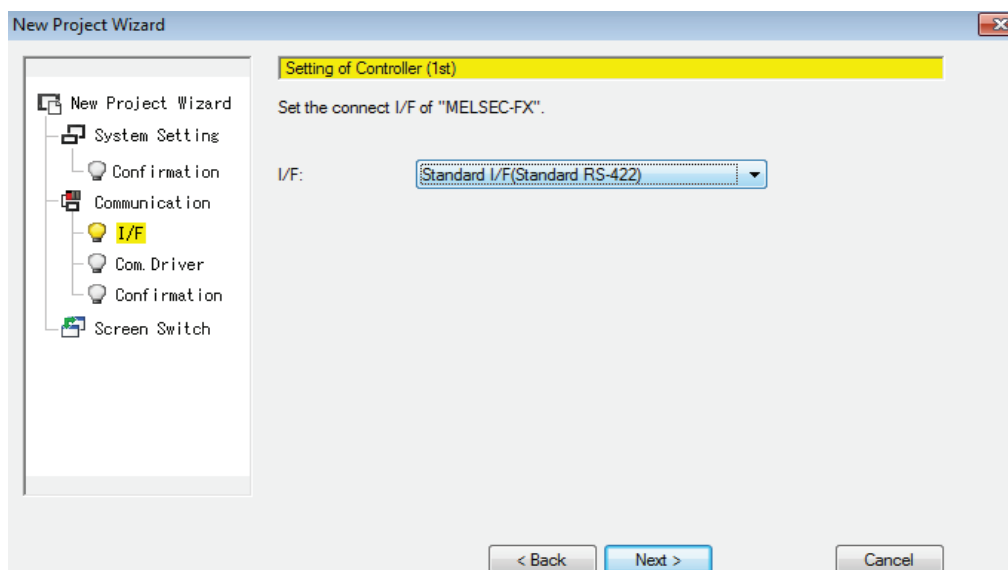 New Project Wizard
New Project Wizard
System Setting
Confirmation
Communication
I/F
Com. Driver
Confirmation
Screen Switch
Setting of Controller (1st)
Set the connect I/F of "MELSEC-FX".
I/F: Standard I/F(Standard RS-422)
< Back Next > Cancel